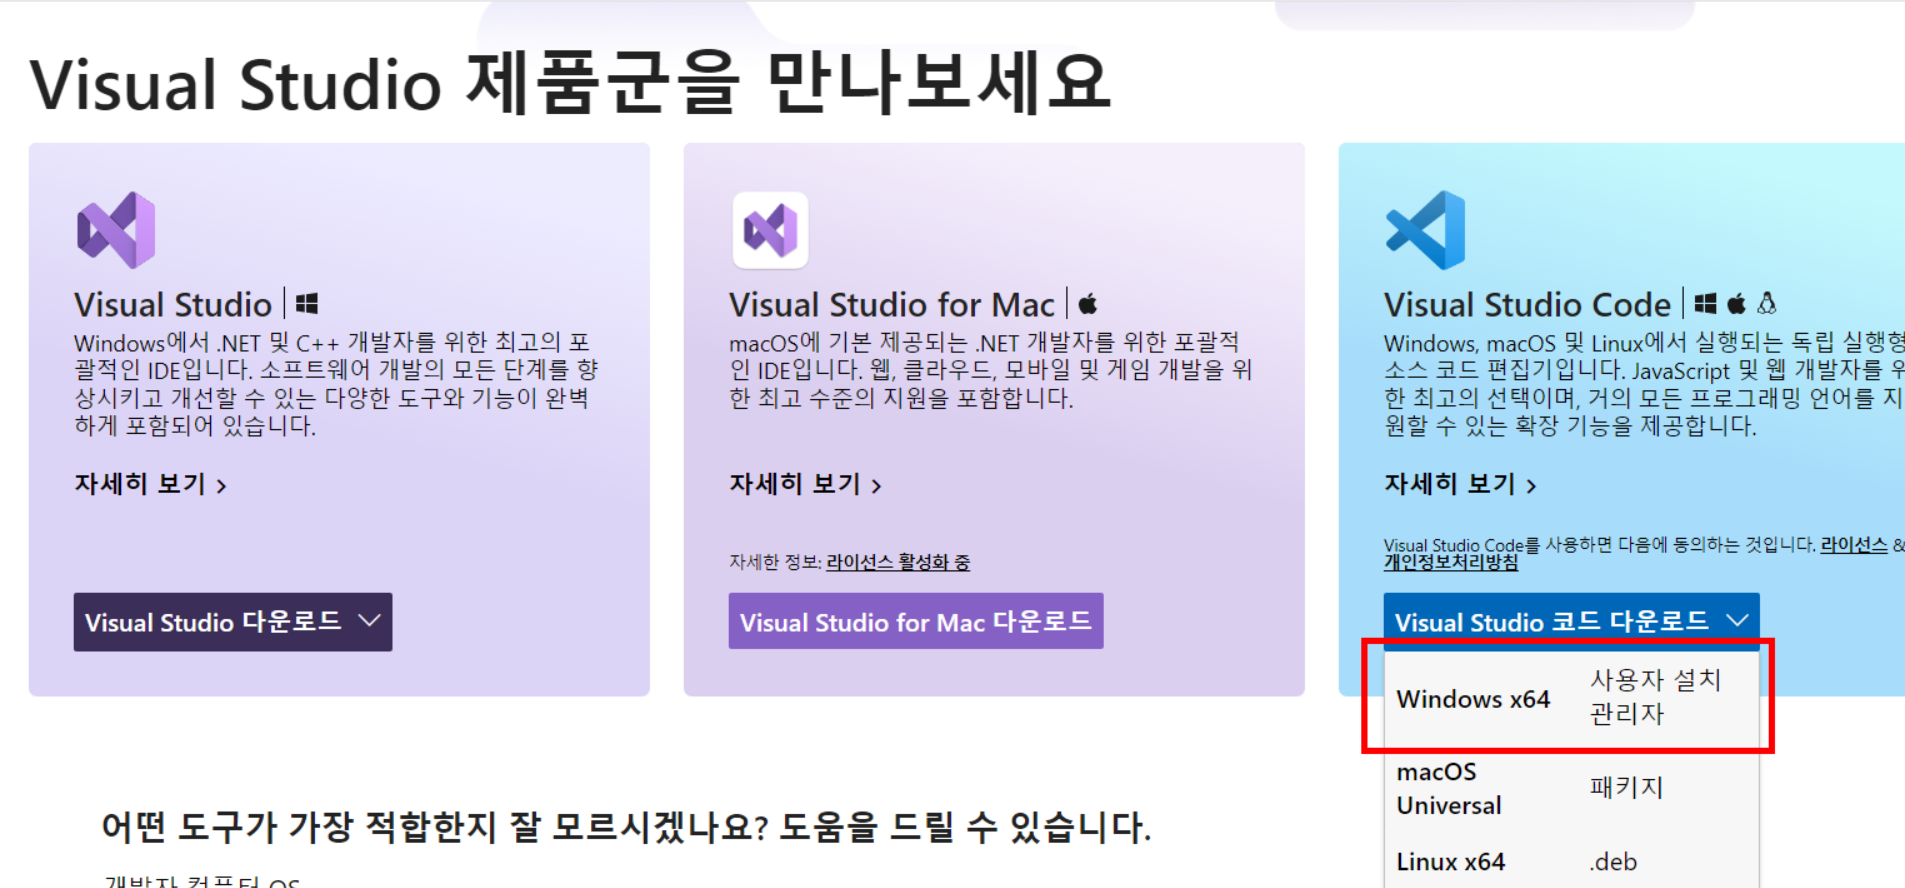 Visual Studio 제품군을 만나보세요
Visual Studio
Windows에서 .NET 및 C++ 개발자를 위한 최고의 포
괄적인 IDE입니다. 소프트웨어 개발의 모든 단계를 향
상시키고 개선할 수 있는 다양한 도구와 기능이 완벽
하게 포함되어 있습니다.
자세히 보기 >
Visual Studio 다운로드
Visual Studio for Mac
macOS에 기본 제공되는 .NET 개발자를 위한 포괄적
인 IDE입니다. 웹, 클라우드, 모바일 및 게임 개발을 위
한 최고 수준의 지원을 포함합니다.
자세히 보기 >
자세한 정보: 라이선스 활성화 중
Visual Studio for Mac 다운로드
Visual Studio Code
Windows, macOS 및 Linux에서 실행되는 독립 실행형
소스 코드 편집기입니다. JavaScript 및 웹 개발자를 위
한 최고의 선택이며, 거의 모든 프로그래밍 언어를 지
원할 수 있는 확장 기능을 제공합니다.
자세히 보기 >
Visual Studio Code를 사용하면 다음에 동의하는 것입니다. 라이선스 &
개인정보처리방침
Visual Studio 코드 다운로드
Windows x64 사용자 설치
관리자
macOS
Universal 패키지
Linux x64 .deb
어떤 도구가 가장 적합한지 잘 모르시겠나요? 도움을 드릴 수 있습니다.
개발자 컴퓨터 OS